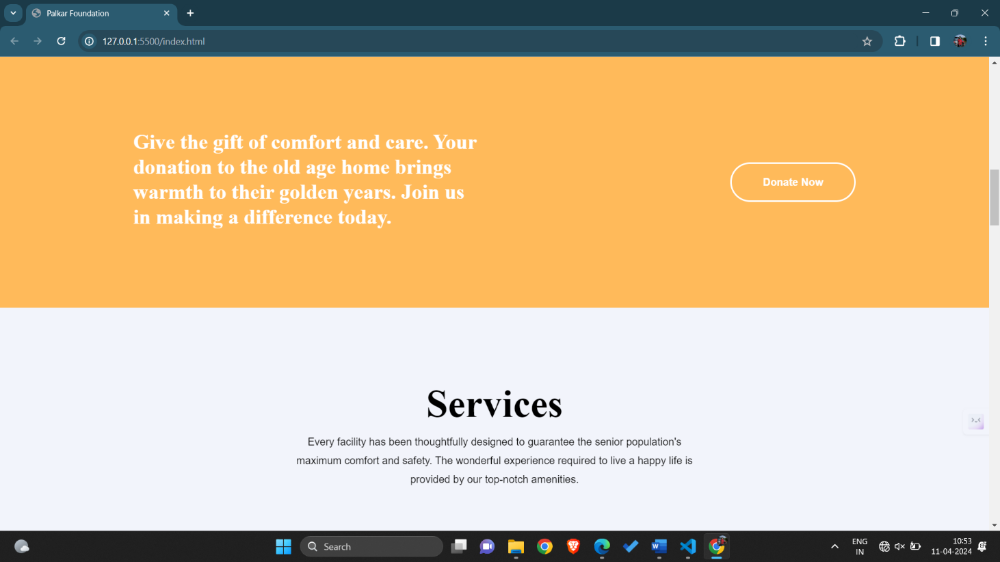 Palkar Foundation
127.0.0.1:5500/index.html
Give the gift of comfort and care. Your
donation to the old age home brings
warmth to their golden years. Join us
in making a difference today.
Donate Now
Services
Every facility has been thoughtfully designed to guarantee the senior population's
maximum comfort and safety. The wonderful experience required to live a happy life is
provided by our top-notch amenities.
Search
ENG
IN
10:53
11-04-2024